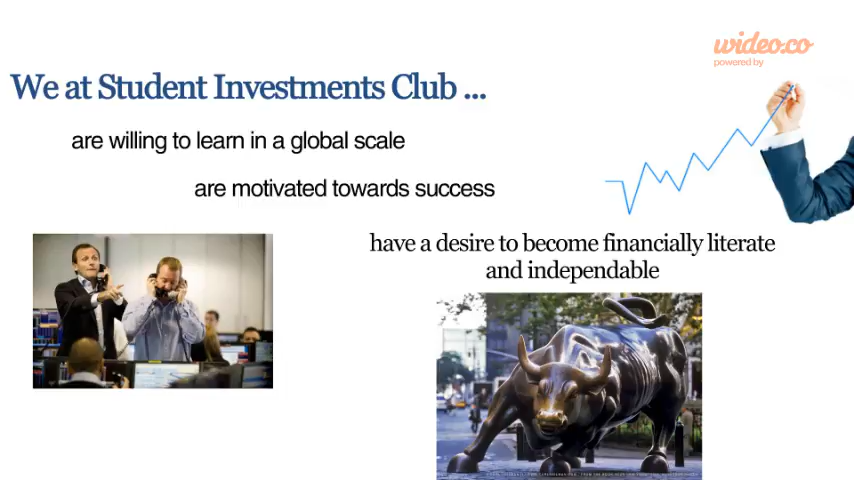 wideo.co
powered by
We at Student Investments Club ...
are willing to learn in a global scale
are motivated towards success
have a desire to become financially literate
and independable